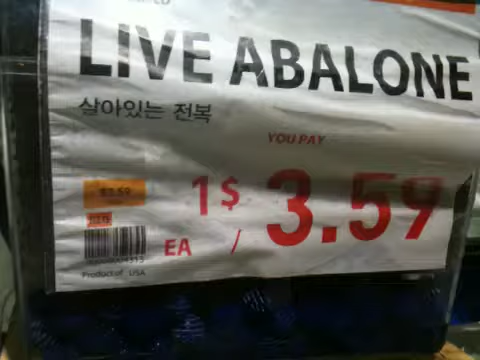 LIVE ABALONE
살아있는 전복
YOU PAY
$3.59
1$ 3.59
EA /
Product of USA